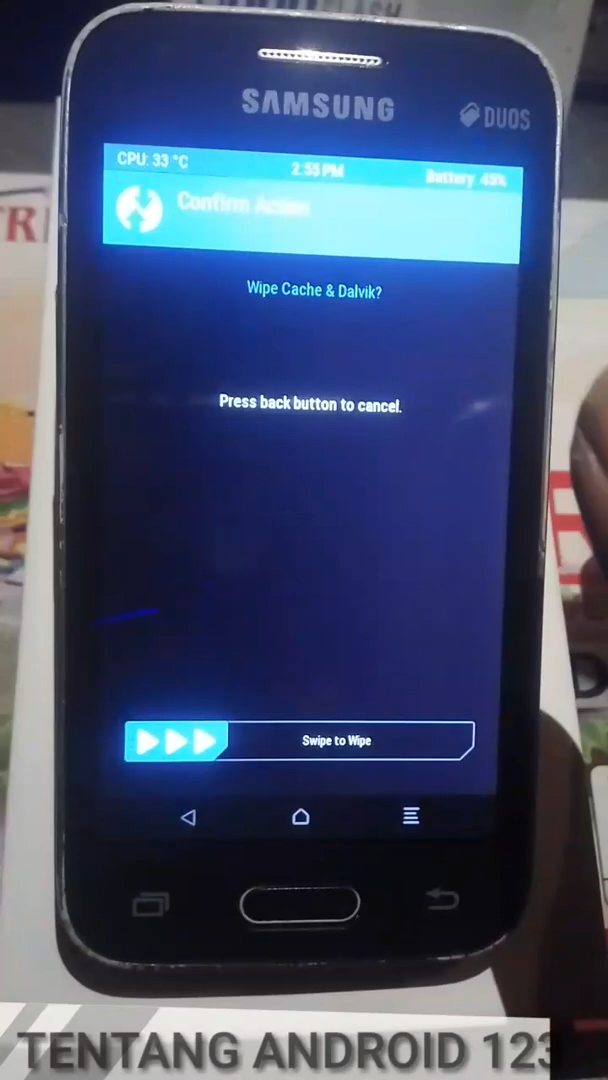 FLASH
SAMSUNG
DUOS
CPU: 33 °C
2:55 PM
Battery 45%
Confirm Action
Wipe Cache & Dalvik?
Press back button to cancel.
Swipe to Wipe
TENTANG ANDROID 123